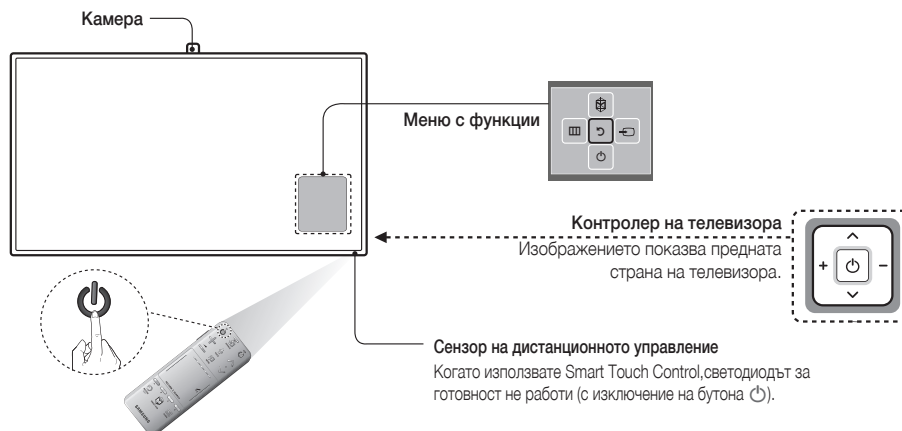 Камера
Меню с функции
Контролер на телевизора
Изображението показва предната
страна на телевизора.
Сензор на дистанционното управление
Когато използвате Smart Touch Control,светодиодът за
готовност не работи (с изключение на бутона ⏻).
SAMSUNG